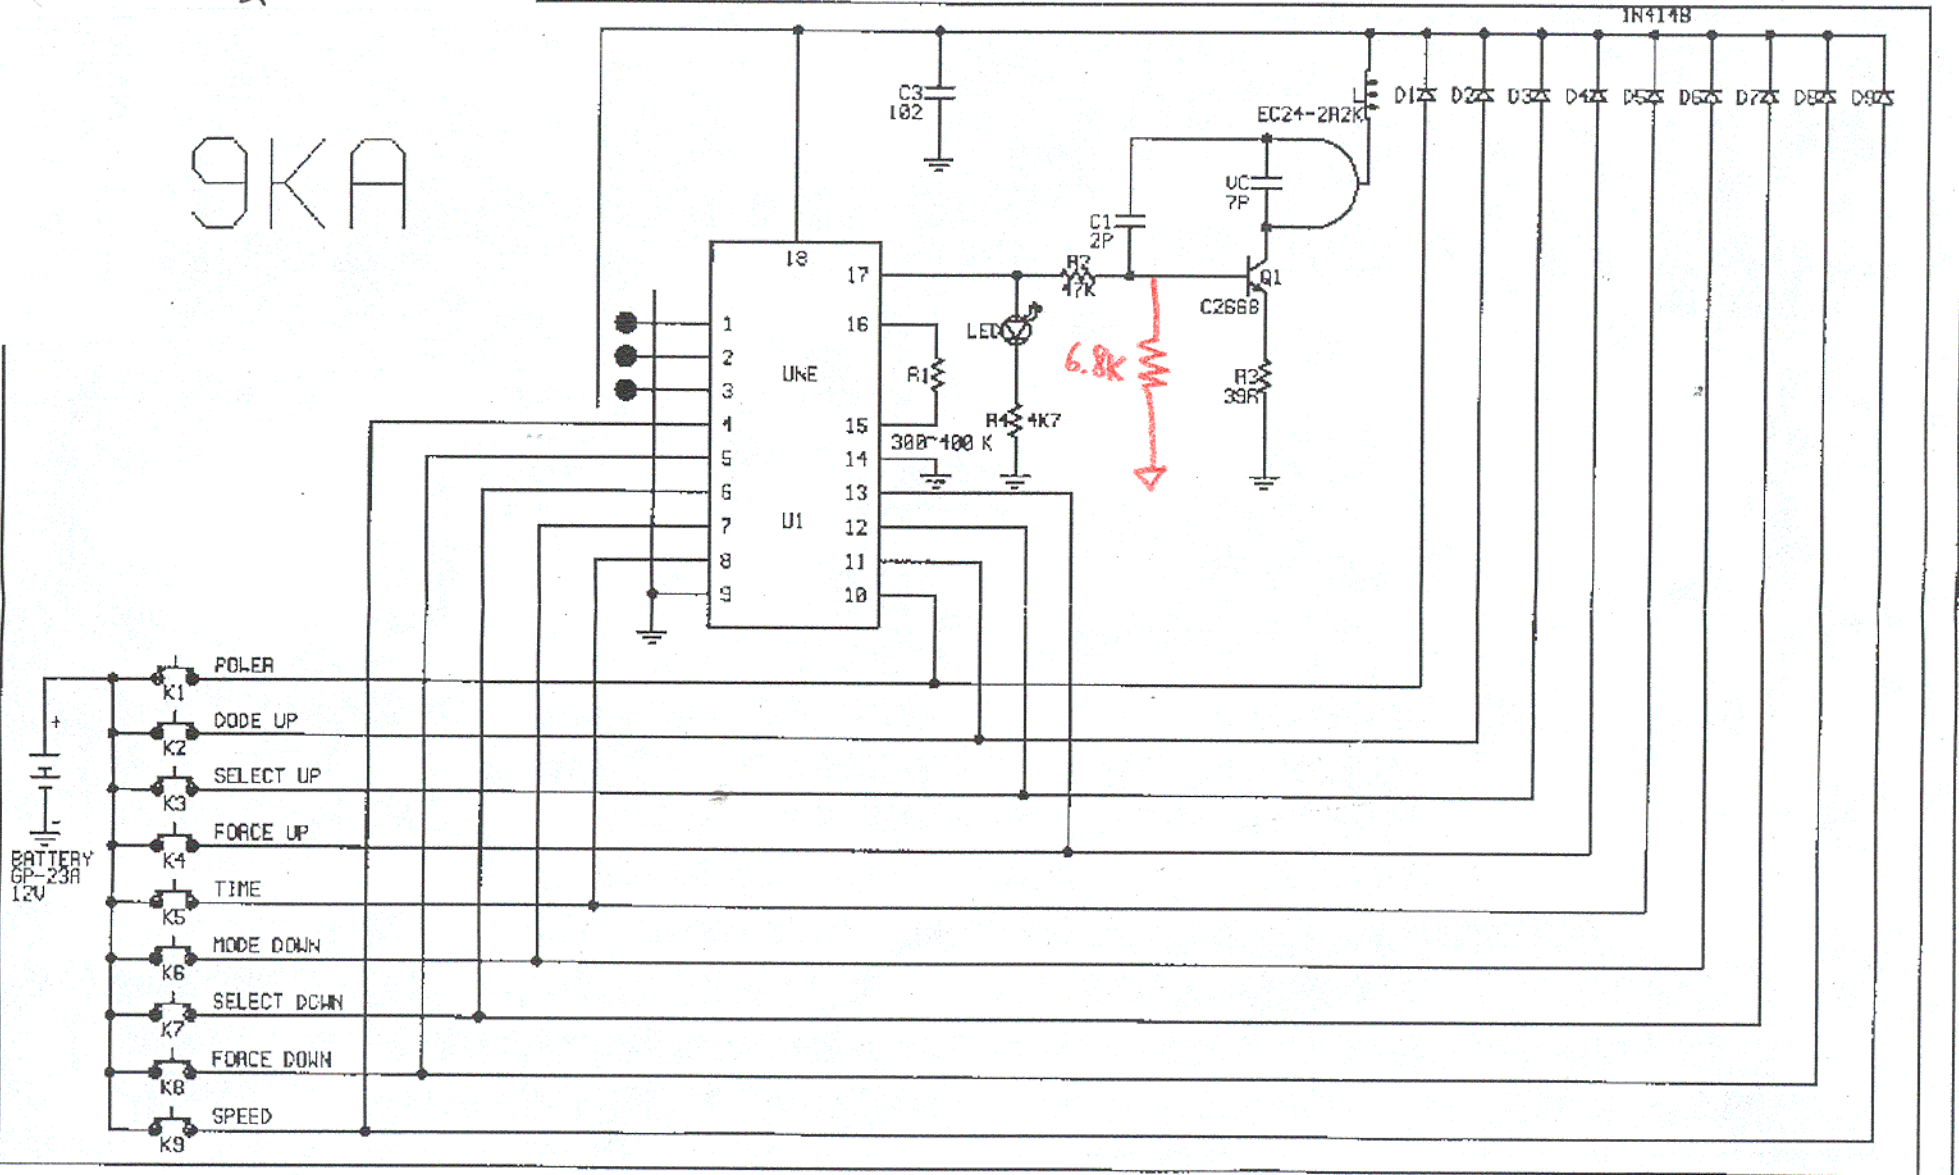 1N4148
C3
102
L
EC24-2R2K
D1
D2
D3
D4
D5
D6
D7
D8
D9
9KA
VC
7P
C1
2P
18
17
R2
47K
Q1
C2668
1
16
LED
2
UNE
R1
6.8K
3
R3
39R
4
15
R4
4K7
300~400 K
5
14
6
13
7
U1
12
8
11
9
10
POWER
K1
+
DODE UP
K2
SELECT UP
K3
-
FORCE UP
K4
BATTERY
GP-23A
12V
TIME
K5
MODE DOWN
K6
SELECT DOWN
K7
FORCE DOWN
K8
SPEED
K9